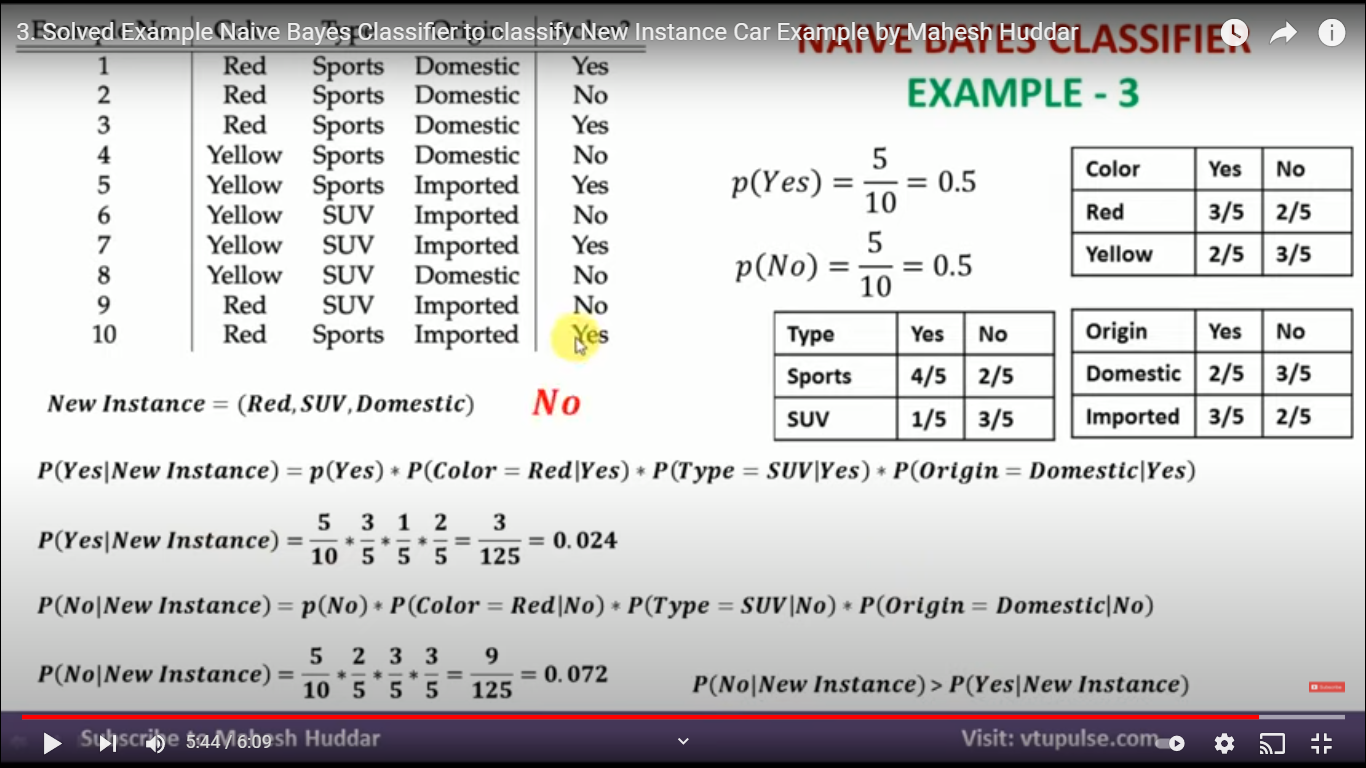 3. Solved Example Naive Bayes Classifier to classify New Instance Car Example by Mahesh Huddar
NAIVE BAYES CLASSIFIER
EXAMPLE - 3
1 Red Sports Domestic Yes
2 Red Sports Domestic No
3 Red Sports Domestic Yes
4 Yellow Sports Domestic No
5 Yellow Sports Imported Yes
6 Yellow SUV Imported No
7 Yellow SUV Imported Yes
8 Yellow SUV Domestic No
9 Red SUV Imported No
10 Red Sports Imported Yes
p(Yes) = 5/10 = 0.5
p(No) = 5/10 = 0.5
Color Yes No
Red 3/5 2/5
Yellow 2/5 3/5
Type Yes No
Sports 4/5 2/5
SUV 1/5 3/5
Origin Yes No
Domestic 2/5 3/5
Imported 3/5 2/5
New Instance = (Red, SUV, Domestic) No
P(Yes|New Instance) = p(Yes) * P(Color = Red|Yes) * P(Type = SUV|Yes) * P(Origin = Domestic|Yes)
P(Yes|New Instance) = 5/10 * 3/5 * 1/5 * 2/5 = 3/125 = 0.024
P(No|New Instance) = p(No) * P(Color = Red|No) * P(Type = SUV|No) * P(Origin = Domestic|No)
P(No|New Instance) = 5/10 * 2/5 * 3/5 * 3/5 = 9/125 = 0.072
P(No|New Instance) > P(Yes|New Instance)
Subscribe to Mahesh Huddar
5:44 / 6:09
Visit: vtupulse.com